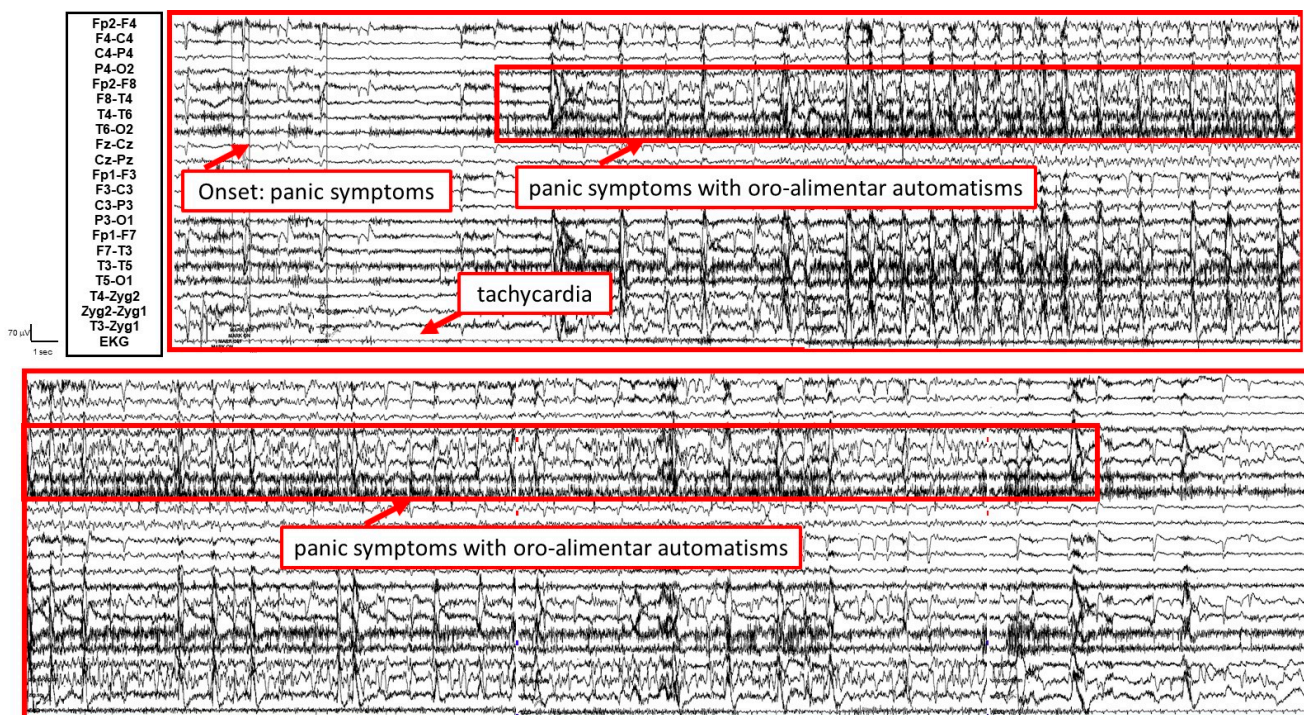 Fp2-F4
F4-C4
C4-P4
P4-O2
Fp2-F8
F8-T4
T4-T6
T6-O2
Fz-Cz
Cz-Pz
Fp1-F3
F3-C3
C3-P3
P3-O1
Fp1-F7
F7-T3
T3-T5
T5-O1
T4-Zyg2
Zyg2-Zyg1
T3-Zyg1
EKG
70 µV
1 sec
Onset: panic symptoms
panic symptoms with oro-alimentar automatisms
tachycardia
panic symptoms with oro-alimentar automatisms